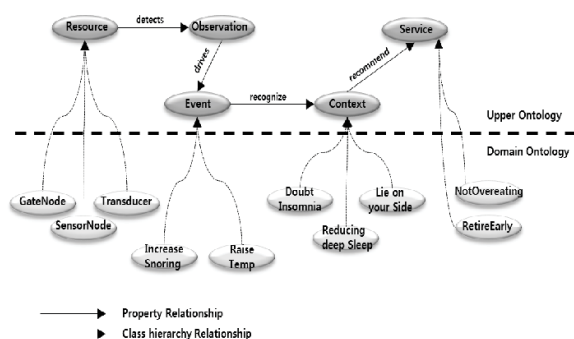 Resource
detects
Observation
Service
drives
recommend
Event
recognize
Context
Upper Ontology
Domain Ontology
GateNode
Transducer
SensorNode
Doubt
Insomnia
Lie on
your Side
NotOvereating
Reducing
deep Sleep
RetireEarly
Increase
Snoring
Raise
Temp
Property Relationship
Class hierarchy Relationship